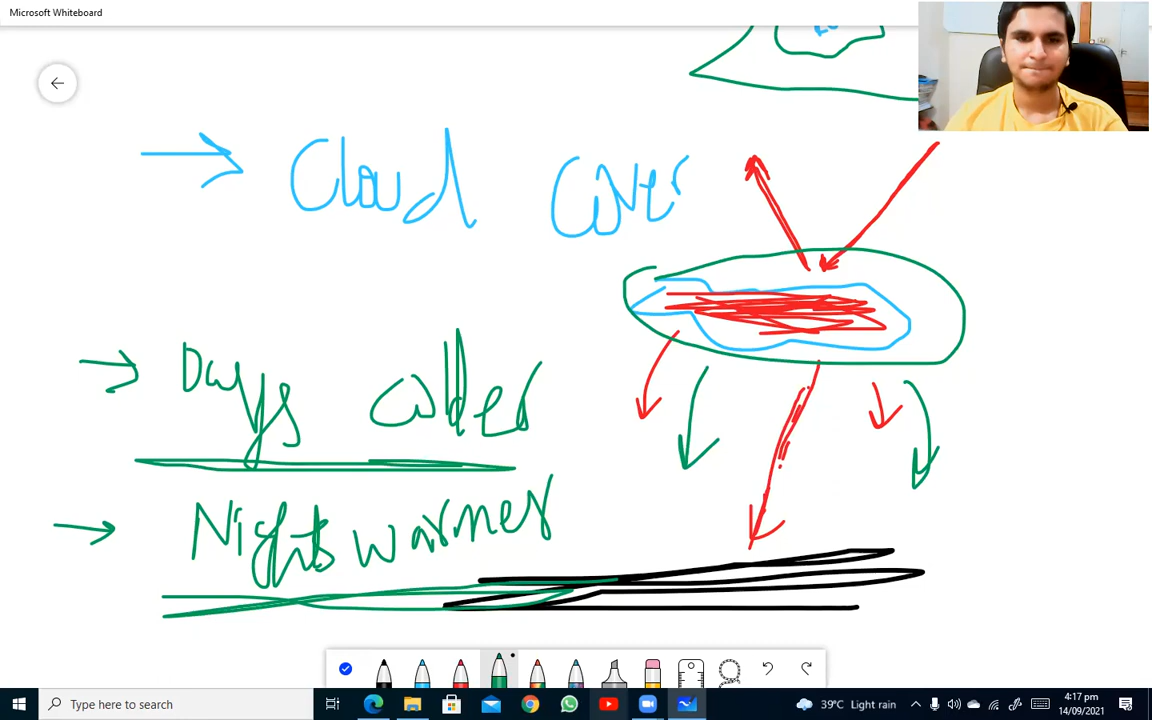 Microsoft Whiteboard
→ Cloud cover
→ Days colder
→ Nights warmer
Type here to search
39°C Light rain
4:17 pm
14/09/2021